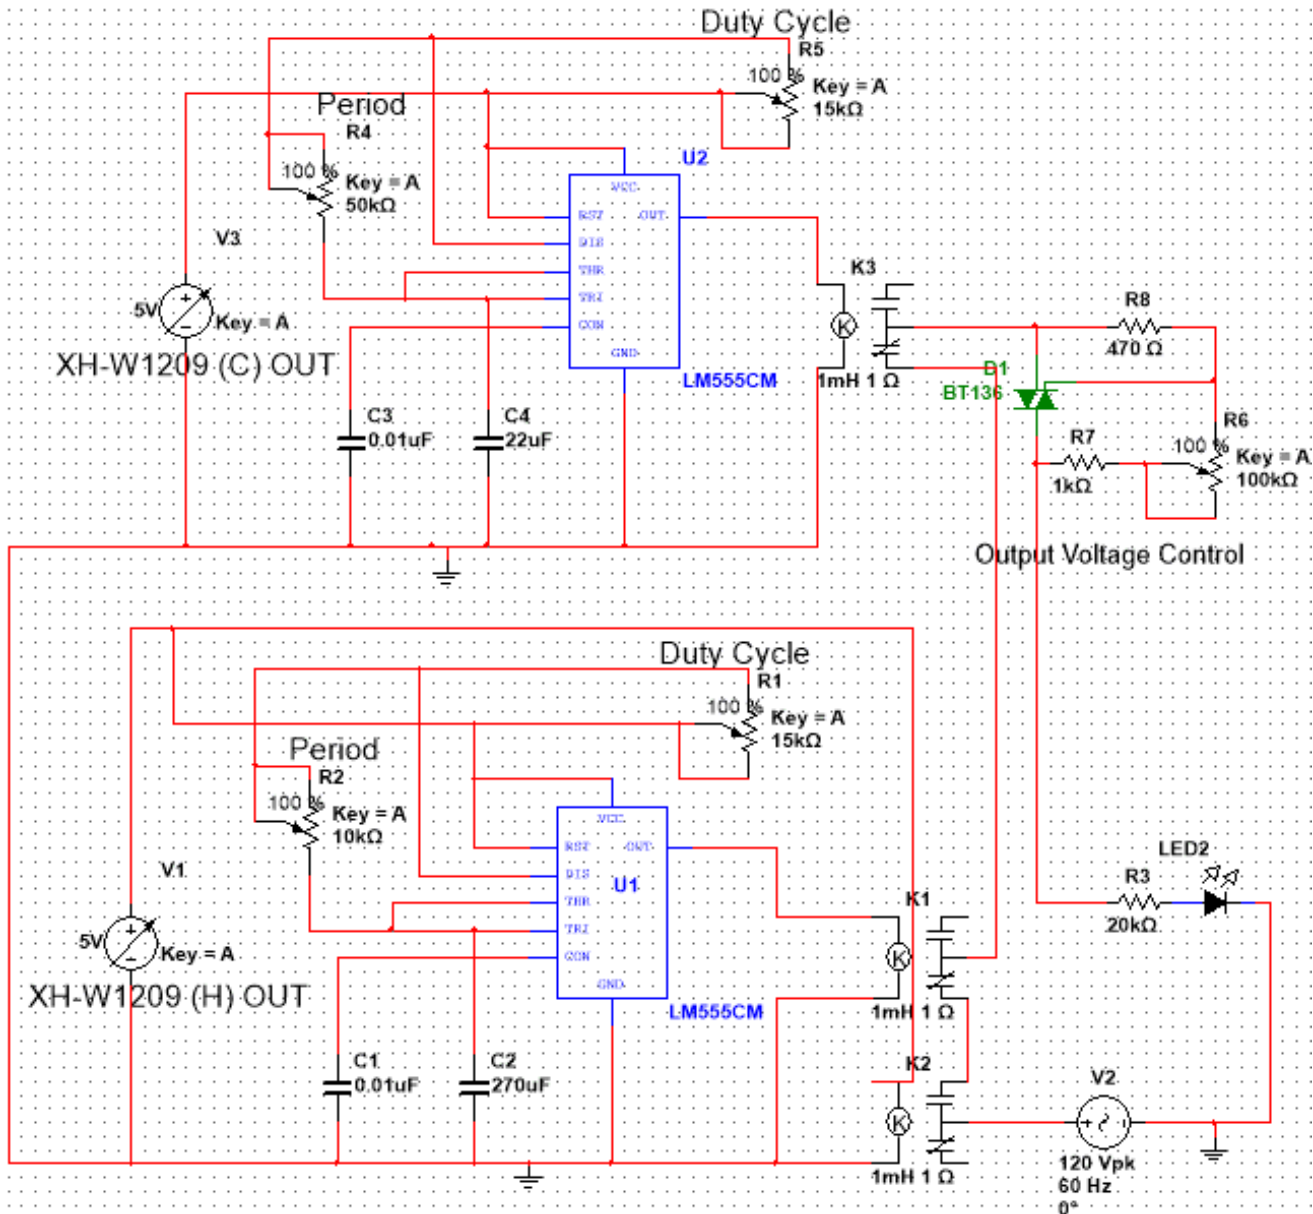 Duty Cycle
R5
100 %
Key = A
15kΩ
Period
R4
100 %
Key = A
50kΩ
U2
VCC
RST
OUT
DIS
THR
TRI
CON
GND
LM555CM
V3
5V
Key = A
XH-W1209 (C) OUT
K3
K
1mH 1 Ω
C3
0.01uF
C4
22uF
R8
470 Ω
D1
BT136
R7
1kΩ
R6
100 %
Key = A
100kΩ
Output Voltage Control
Duty Cycle
R1
100 %
Key = A
15kΩ
Period
R2
100 %
Key = A
10kΩ
VCC
RST
OUT
DIS
U1
THR
TRI
CON
GND
LM555CM
V1
5V
Key = A
XH-W1209 (H) OUT
LED2
R3
20kΩ
K1
K
1mH 1 Ω
C1
0.01uF
C2
270uF
K2
K
1mH 1 Ω
V2
120 Vpk
60 Hz
0°